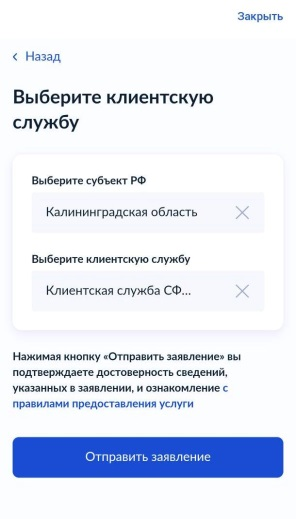 Закрыть
Назад
Выберите клиентскую
службу
Выберите субъект РФ
Калининградская область
Выберите клиентскую службу
Клиентская служба СФ...
Нажимая кнопку «Отправить заявление» вы
подтверждаете достоверность сведений,
указанных в заявлении, и ознакомление с
правилами предоставления услуги
Отправить заявление